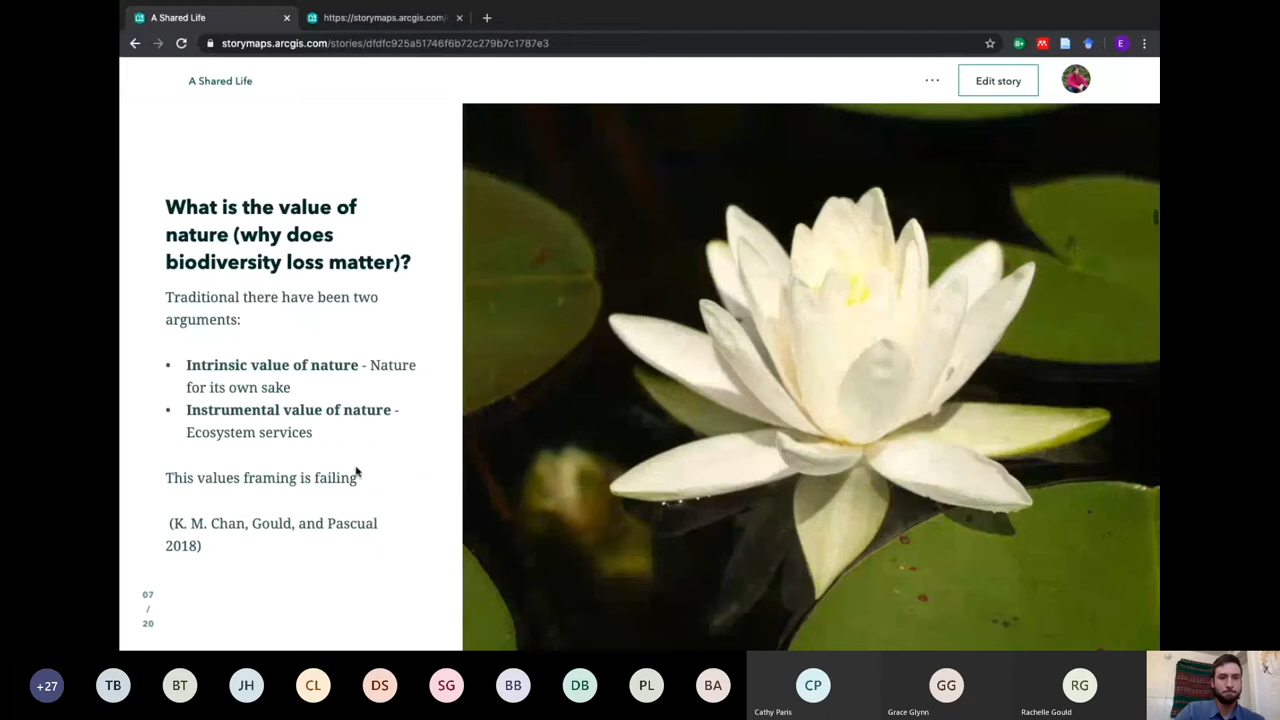 A Shared Life
https://storymaps.arcgis.com/
storymaps.arcgis.com/stories/dfdfc925a51746f6b72c279b7c1787e3
B+
E
A Shared Life
Edit story
What is the value of
nature (why does
biodiversity loss matter)?
Traditional there have been two
arguments:
• Intrinsic value of nature - Nature
for its own sake
• Instrumental value of nature -
Ecosystem services
This values framing is failing
(K. M. Chan, Gould, and Pascual
2018)
07
/
20
+27 TB BT JH CL DS SG BB DB PL BA CP GG RG
Cathy Paris Grace Glynn Rachelle Gould